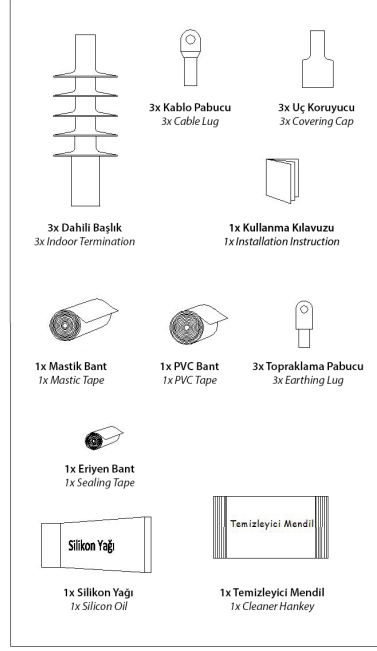 3x Kablo Pabucu
3x Cable Lug
3x Uç Koruyucu
3x Covering Cap
3x Dahili Başlık
3x Indoor Termination
1x Kullanma Kılavuzu
1x Installation Instruction
1x Mastik Bant
1x Mastic Tape
1x PVC Bant
1x PVC Tape
3x Topraklama Pabucu
3x Earthing Lug
1x Eriyen Bant
1x Sealing Tape
Silikon Yağı
Temizleyici Mendil
1x Silikon Yağı
1x Silicon Oil
1x Temizleyici Mendil
1x Cleaner Hankey